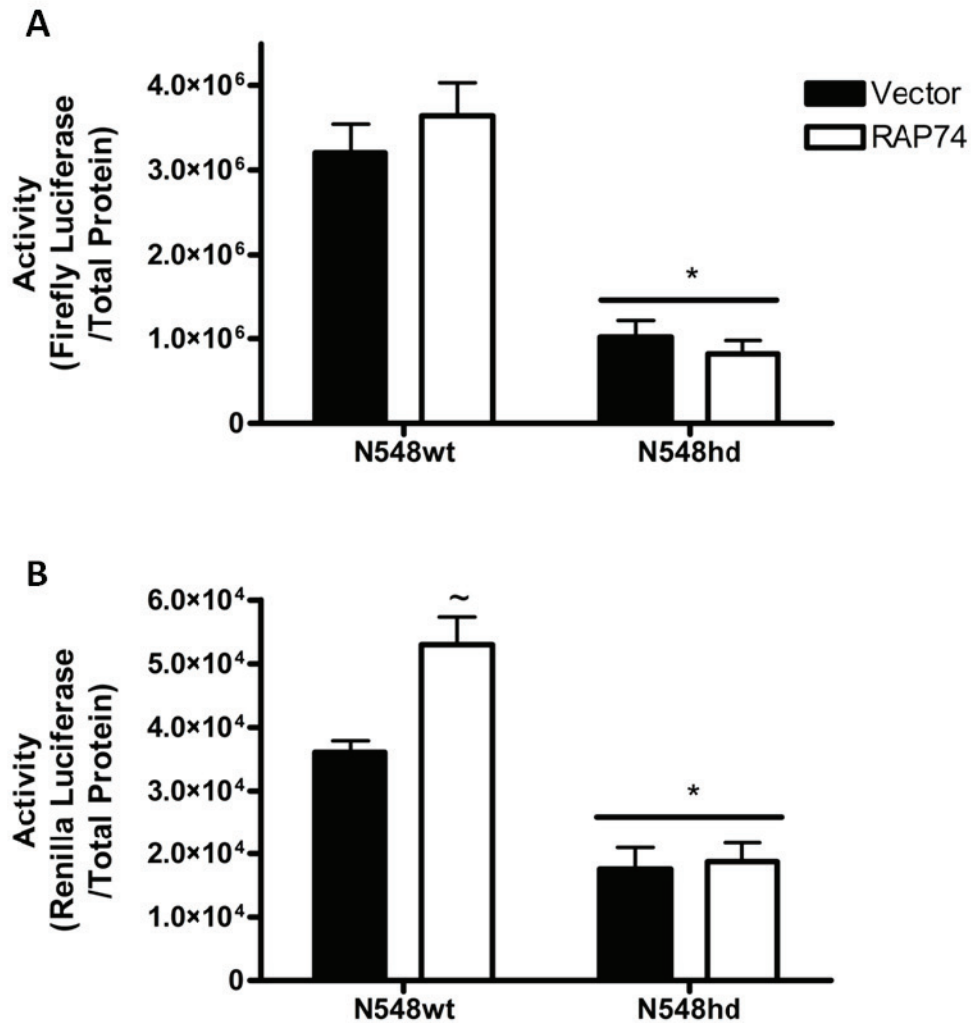 A
Activity
(Firefly Luciferase
/Total Protein)
4.0×10⁶
3.0×10⁶
2.0×10⁶
1.0×10⁶
0
*
N548wt
N548hd
Vector
RAP74
B
Activity
(Renilla Luciferase
/Total Protein)
6.0×10⁴
5.0×10⁴
4.0×10⁴
3.0×10⁴
2.0×10⁴
1.0×10⁴
0
~
*
N548wt
N548hd